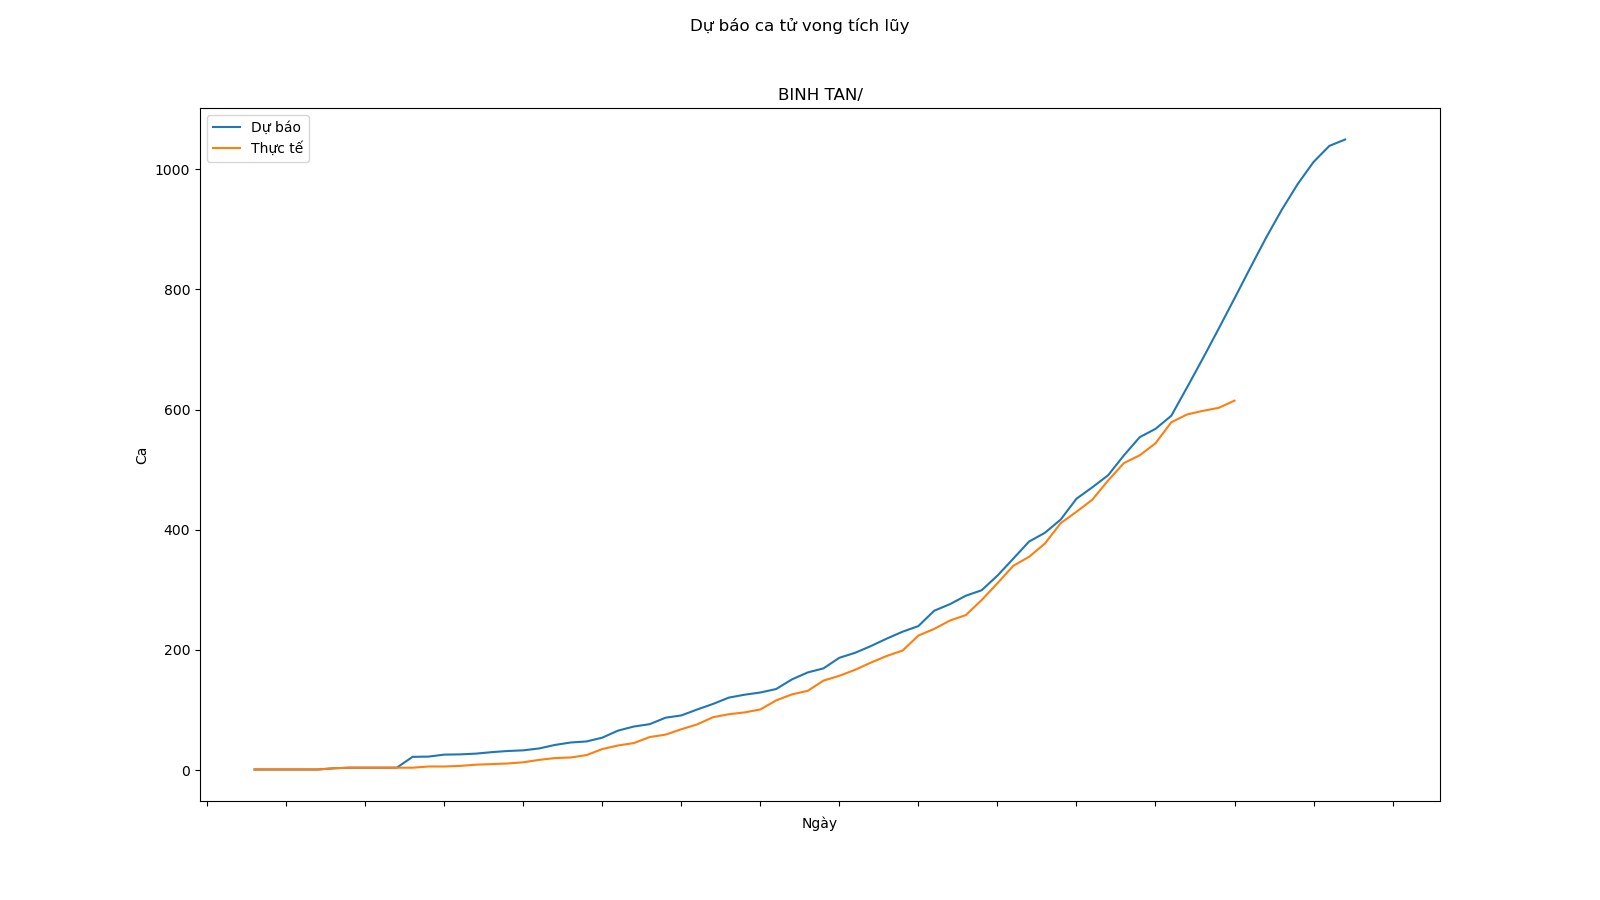 Dự báo ca tử vong tích lũy
BINH TAN/
Dự báo
Thực tế
1000
800
600
400
200
0
Ca
Ngày